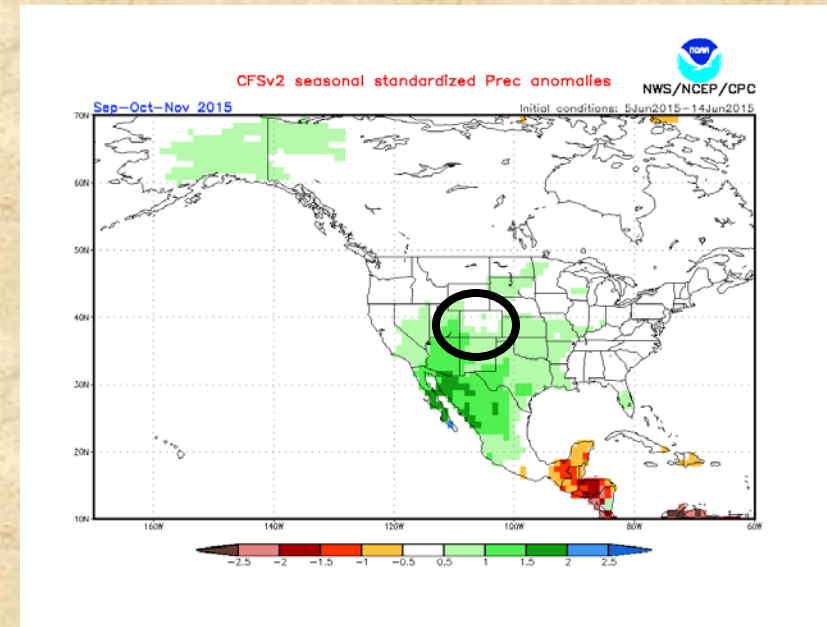 NOAA
CFSv2 seasonal standardized Prec anomalies
NWS/NCEP/CPC
Sep-Oct-Nov 2015
Initial conditions: 5Jun2015-14Jun2015
70N
60N
50N
40N
30N
20N
10N
160W 140W 120W 100W 80W 60W
-2.5 -2 -1.5 -1 -0.5 0.5 1 1.5 2 2.5